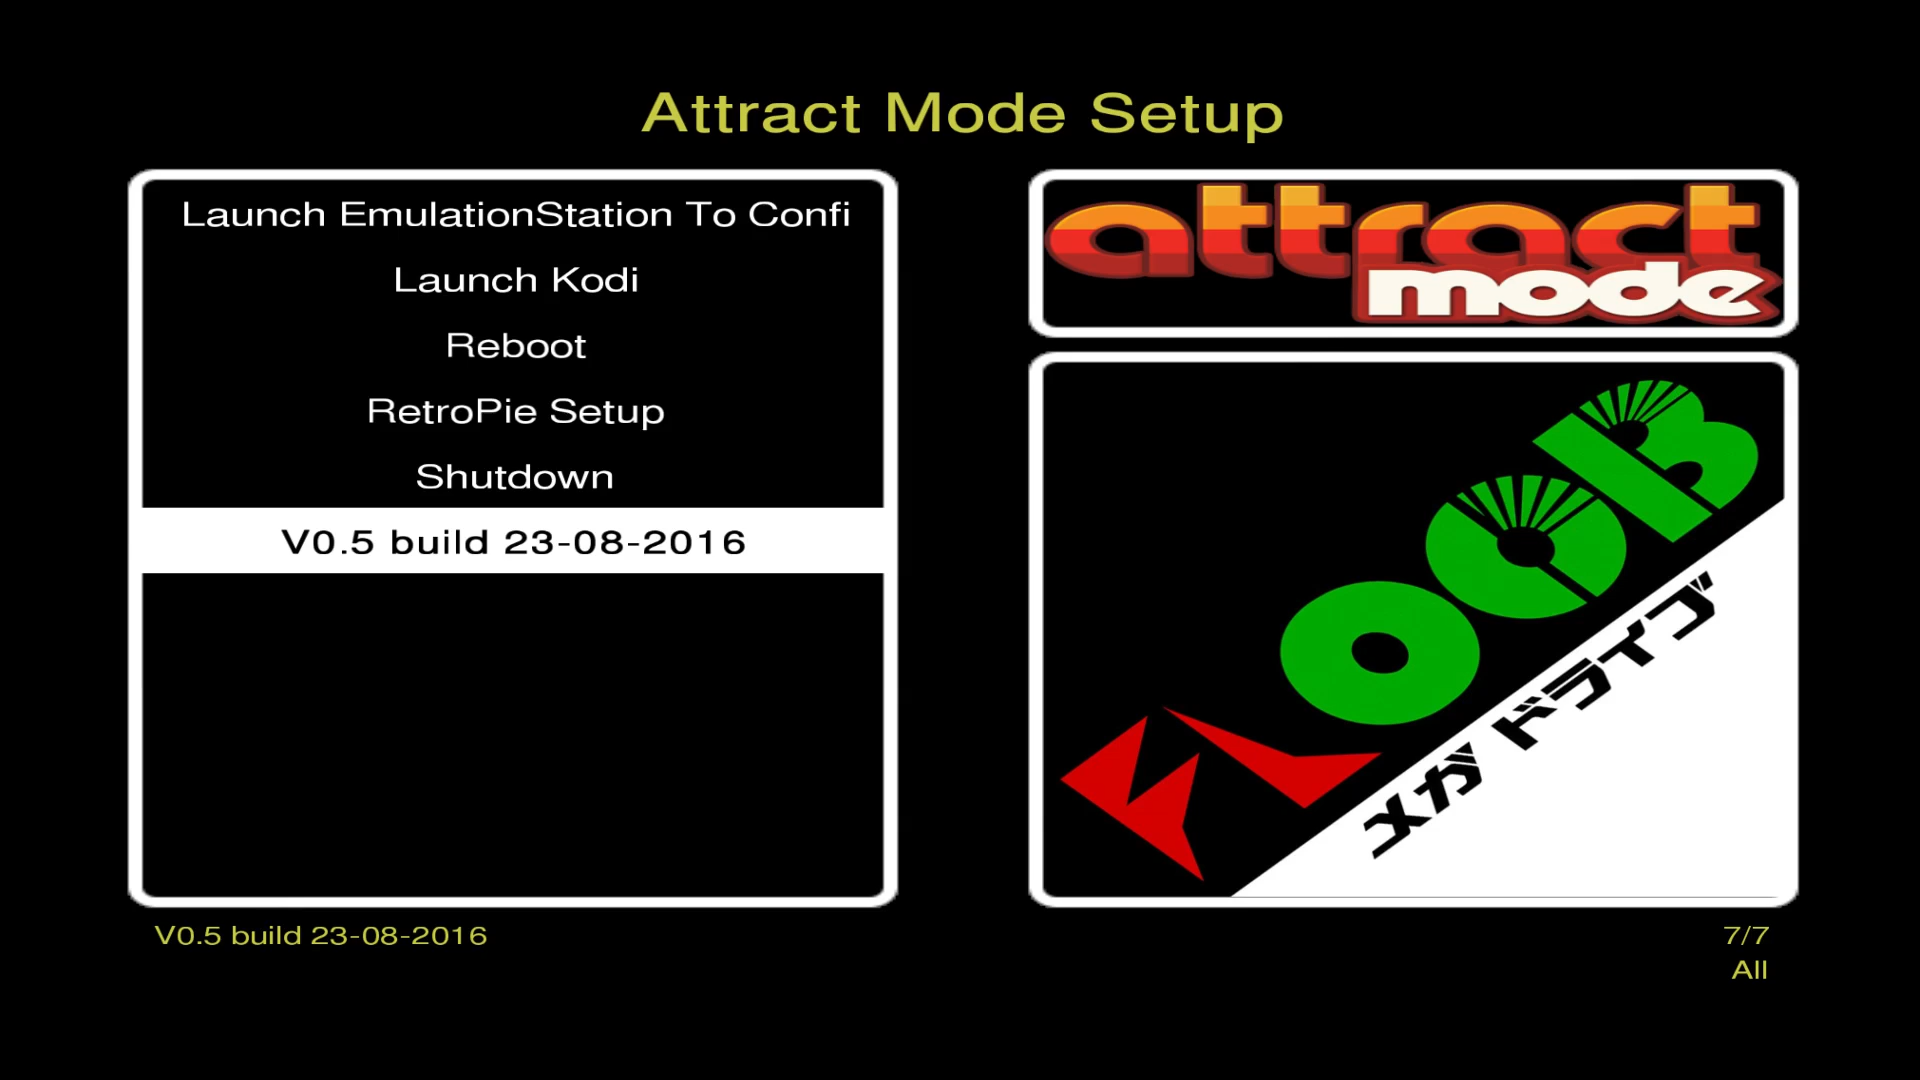 Attract Mode Setup
Launch EmulationStation To Confi
Launch Kodi
Reboot
RetroPie Setup
Shutdown
V0.5 build 23-08-2016
attract
mode
メガドライブ
V0.5 build 23-08-2016
7/7
All